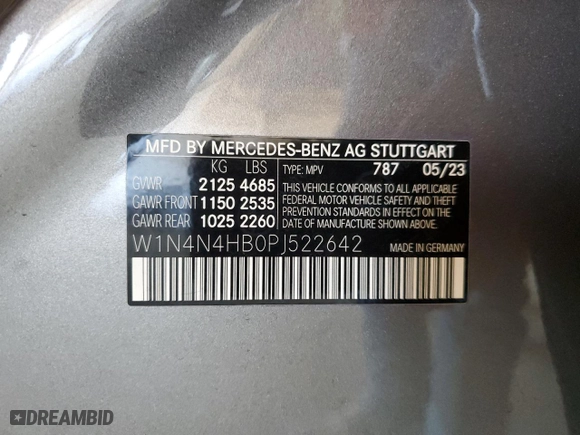 MFD BY MERCEDES-BENZ AG STUTTGART
KG LBS TYPE: MPV 787 05/23
GVWR 2125 4685
GAWR FRONT 1150 2535
GAWR REAR 1025 2260
THIS VEHICLE CONFORMS TO ALL APPLICABLE
FEDERAL MOTOR VEHICLE SAFETY AND THEFT
PREVENTION STANDARDS IN EFFECT ON THE
DATE OF MANUFACTURE SHOWN ABOVE.
W1N4N4HB0PJ522642 MADE IN GERMANY
DREAMBID